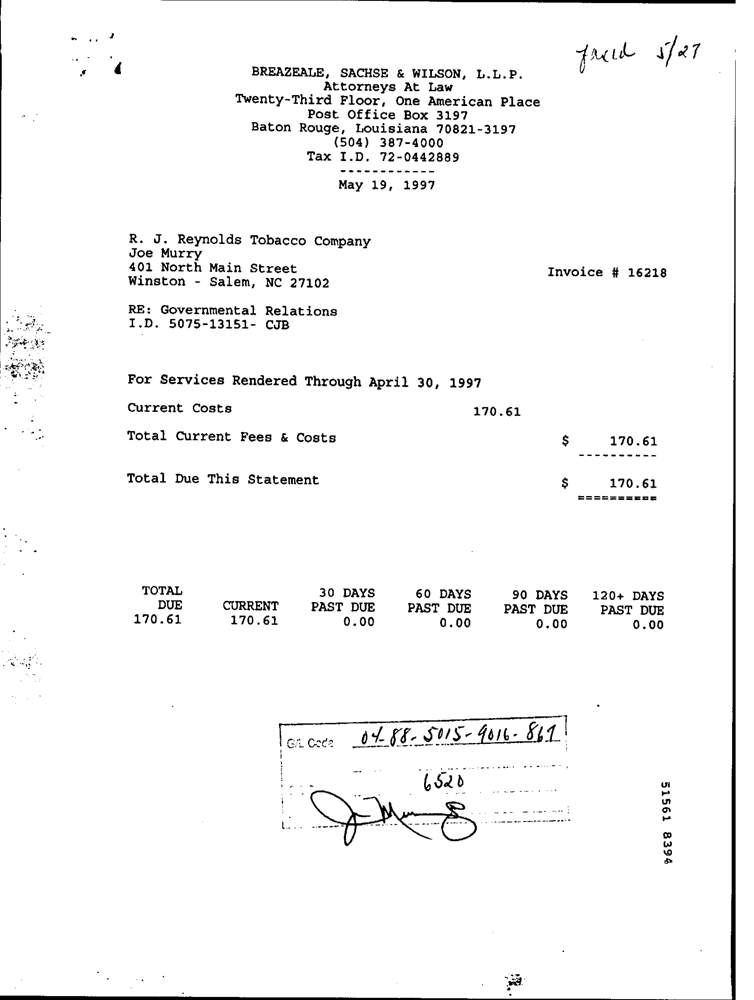 5/27
BREAZEALE, SACHSE & WILSON, L.L.P.
Attorneys At Law
Twenty-Third Floor, One American Place
Post Office Box 3197
Baton Rouge, Louisiana 70821-3197
(504) 387-4000
Tax I.D. 72-0442889
------------
May 19, 1997
R. J. Reynolds Tobacco Company
Joe Murry
401 North Main Street
Invoice # 16218
Winston - Salem, NC 27102
RE: Governmental Relations
I.D. 5075-13151- CJB
For Services Rendered Through April 30, 1997
Current Costs 170.61
Total Current Fees & Costs $ 170.61
----------
Total Due This Statement $ 170.61
==========
TOTAL 30 DAYS 60 DAYS 90 DAYS 120+ DAYS
DUE CURRENT PAST DUE PAST DUE PAST DUE PAST DUE
170.61 170.61 0.00 0.00 0.00 0.00
G/L Code 04-88-5015-9016-867
6520
Joe Murry
51561 8394